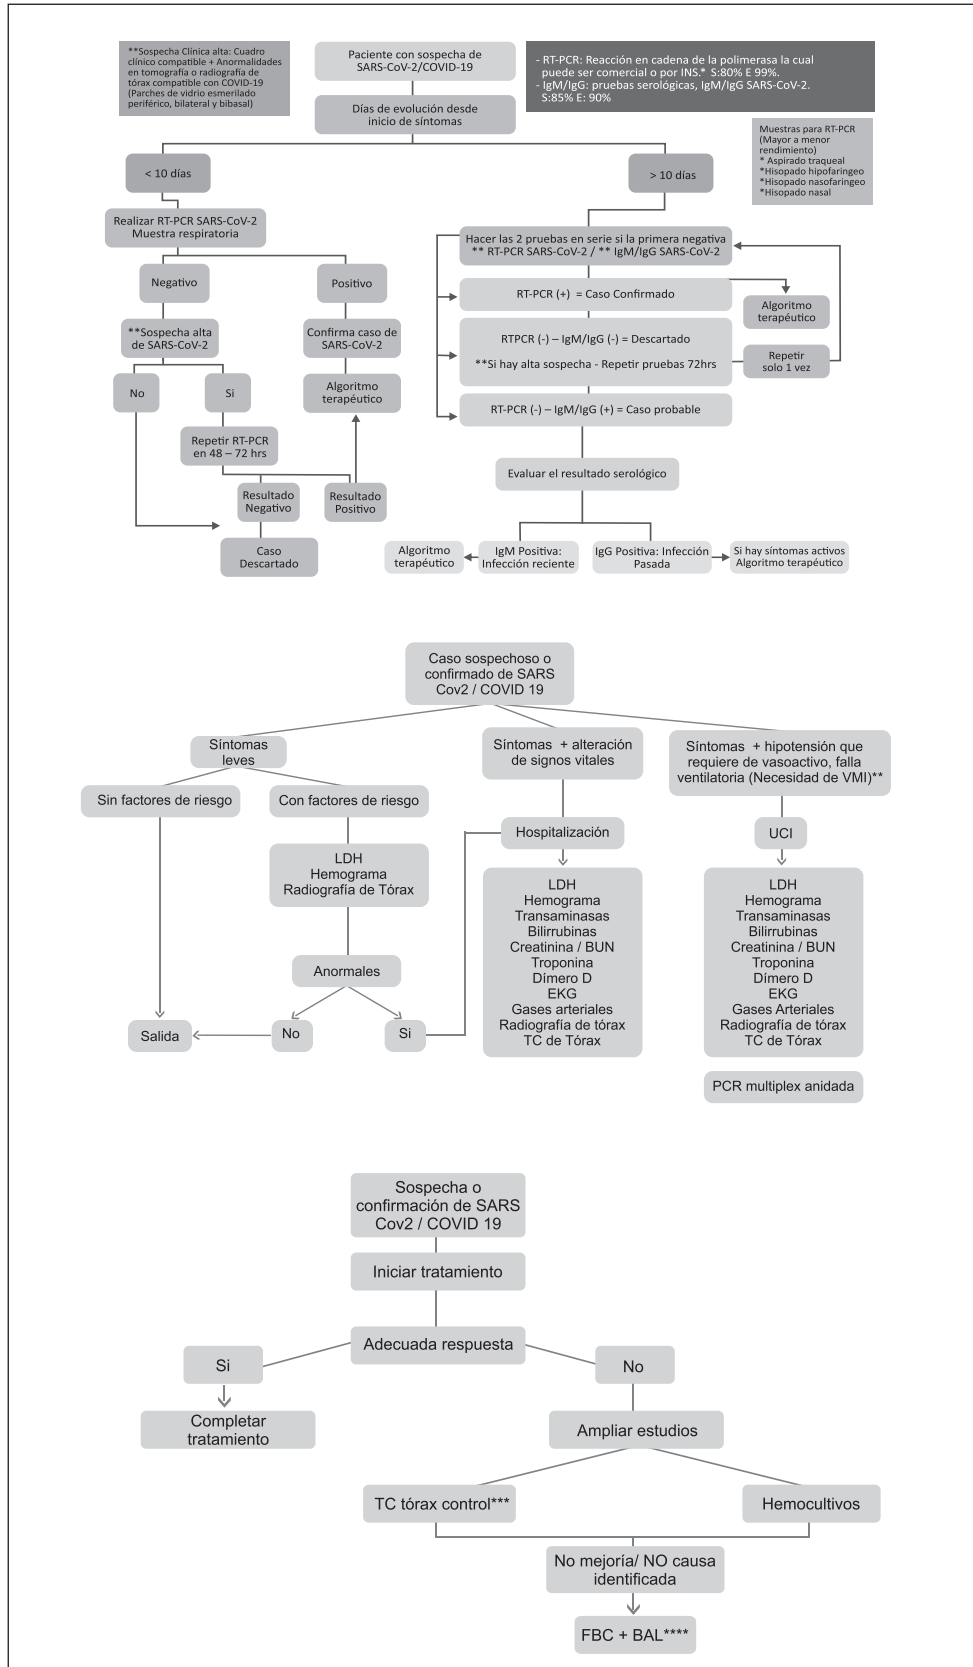 **Sospecha Clínica alta: Cuadro
clínico compatible + Anormalidades
en tomografía o radiografía de
tórax compatible con COVID-19
(Parches de vidrio esmerilado
periférico, bilateral y bibasal)
Paciente con sospecha de
SARS-CoV-2/COVID-19
- RT-PCR: Reacción en cadena de la polimerasa la cual
puede ser comercial o por INS.* S:80% E 99%.
- IgM/IgG: pruebas serológicas, IgM/IgG SARS-CoV-2.
S:85% E: 90%
Días de evolución desde
inicio de síntomas
Muestras para RT-PCR
(Mayor a menor
rendimiento)
* Aspirado traqueal
*Hisopado hipofaringeo
*Hisopado nasofaringeo
*Hisopado nasal
< 10 días
> 10 días
Realizar RT-PCR SARS-CoV-2
Muestra respiratoria
Negativo
Positivo
**Sospecha alta
de SARS-CoV-2
Confirma caso de
SARS-CoV-2
No
Si
Algoritmo
terapéutico
Repetir RT-PCR
en 48 – 72 hrs
Resultado
Negativo
Resultado
Positivo
Caso
Descartado
Hacer las 2 pruebas en serie si la primera negativa
** RT-PCR SARS-CoV-2 / ** IgM/IgG SARS-CoV-2
RT-PCR (+) = Caso Confirmado
Algoritmo
terapéutico
RTPCR (-) – IgM/IgG (-) = Descartado
**Si hay alta sospecha - Repetir pruebas 72hrs
Repetir
solo 1 vez
RT-PCR (-) – IgM/IgG (+) = Caso probable
Evaluar el resultado serológico
Algoritmo
terapéutico
IgM Positiva:
Infección reciente
IgG Positiva: Infección
Pasada
Si hay síntomas activos
Algoritmo terapéutico
Caso sospechoso o
confirmado de SARS
Cov2 / COVID 19
Síntomas
leves
Síntomas + alteración
de signos vitales
Síntomas + hipotensión que
requiere de vasoactivo, falla
ventilatoria (Necesidad de VMI)**
Sin factores de riesgo
Con factores de riesgo
Hospitalización
UCI
LDH
Hemograma
Radiografía de Tórax
Anormales
Salida
No
Si
LDH
Hemograma
Transaminasas
Bilirrubinas
Creatinina / BUN
Troponina
Dímero D
EKG
Gases arteriales
Radiografía de tórax
TC de Tórax
LDH
Hemograma
Transaminasas
Bilirrubinas
Creatinina / BUN
Troponina
Dímero D
EKG
Gases Arteriales
Radiografía de tórax
TC de Tórax
PCR multiplex anidada
Sospecha o
confirmación de SARS
Cov2 / COVID 19
Iniciar tratamiento
Adecuada respuesta
Si
No
Completar
tratamiento
Ampliar estudios
TC tórax control***
Hemocultivos
No mejoría/ NO causa
identificada
FBC + BAL****